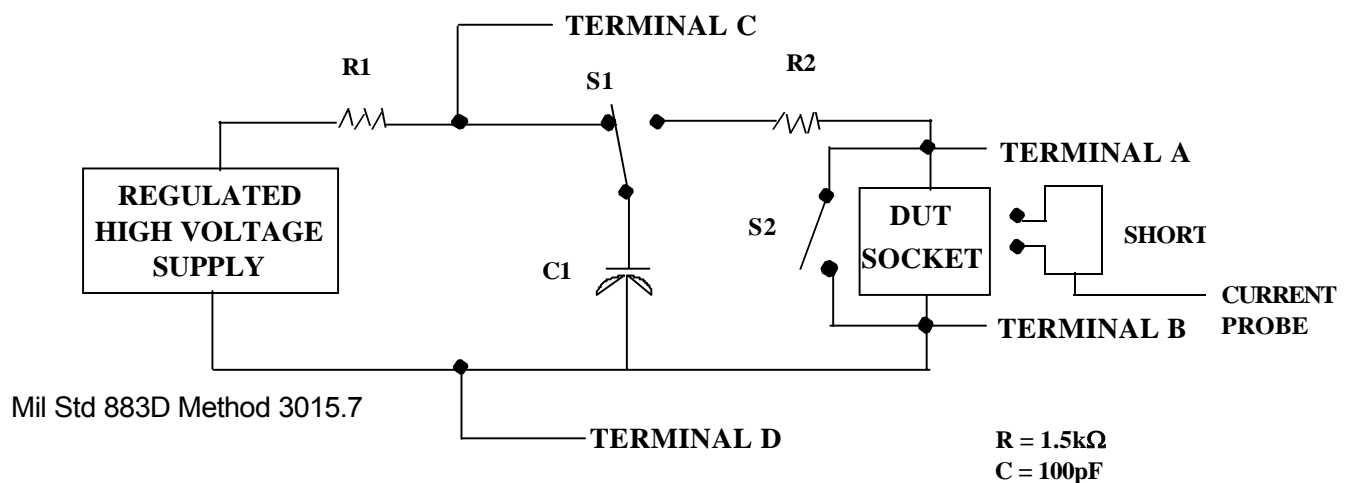 TERMINAL C
R1
S1
R2
REGULATED
HIGH VOLTAGE
SUPPLY
C1
S2
DUT
SOCKET
TERMINAL A
SHORT
CURRENT
PROBE
TERMINAL B
Mil Std 883D Method 3015.7
TERMINAL D
R = 1.5kΩ
C = 100pF